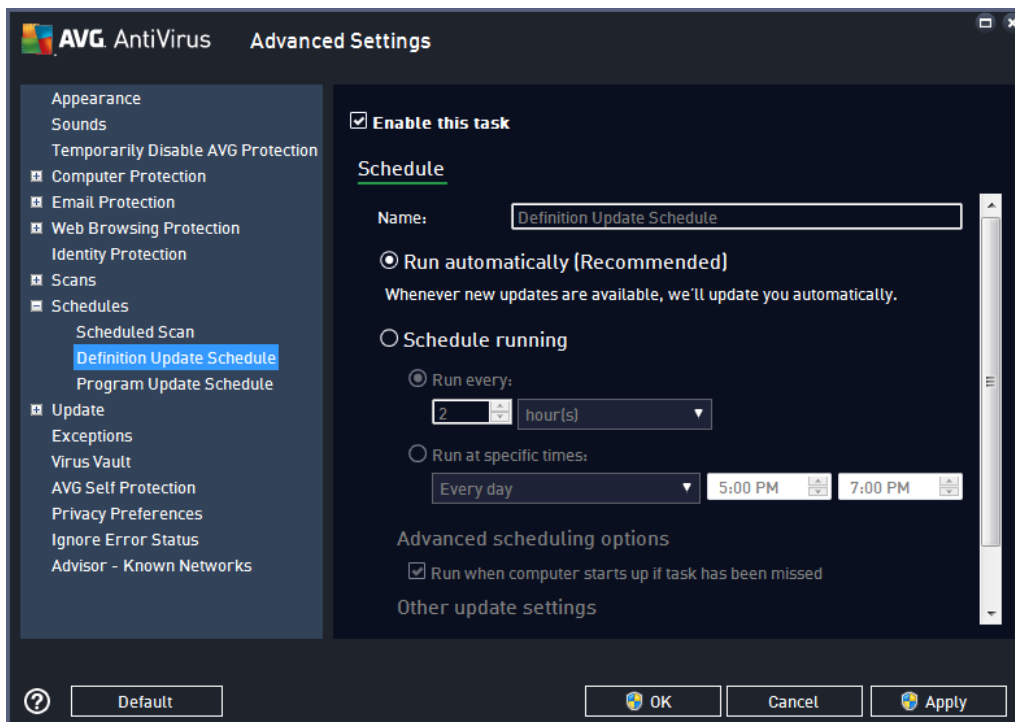 AVG. AntiVirus Advanced Settings
Appearance
Sounds
Temporarily Disable AVG Protection
Computer Protection
Email Protection
Web Browsing Protection
Identity Protection
Scans
Schedules
Scheduled Scan
Definition Update Schedule
Program Update Schedule
Update
Exceptions
Virus Vault
AVG Self Protection
Privacy Preferences
Ignore Error Status
Advisor - Known Networks
Enable this task
Schedule
Name: Definition Update Schedule
Run automatically (Recommended)
Whenever new updates are available, we'll update you automatically.
Schedule running
Run every:
2 hour(s)
Run at specific times:
Every day 5:00 PM 7:00 PM
Advanced scheduling options
Run when computer starts up if task has been missed
Other update settings
? Default OK Cancel Apply